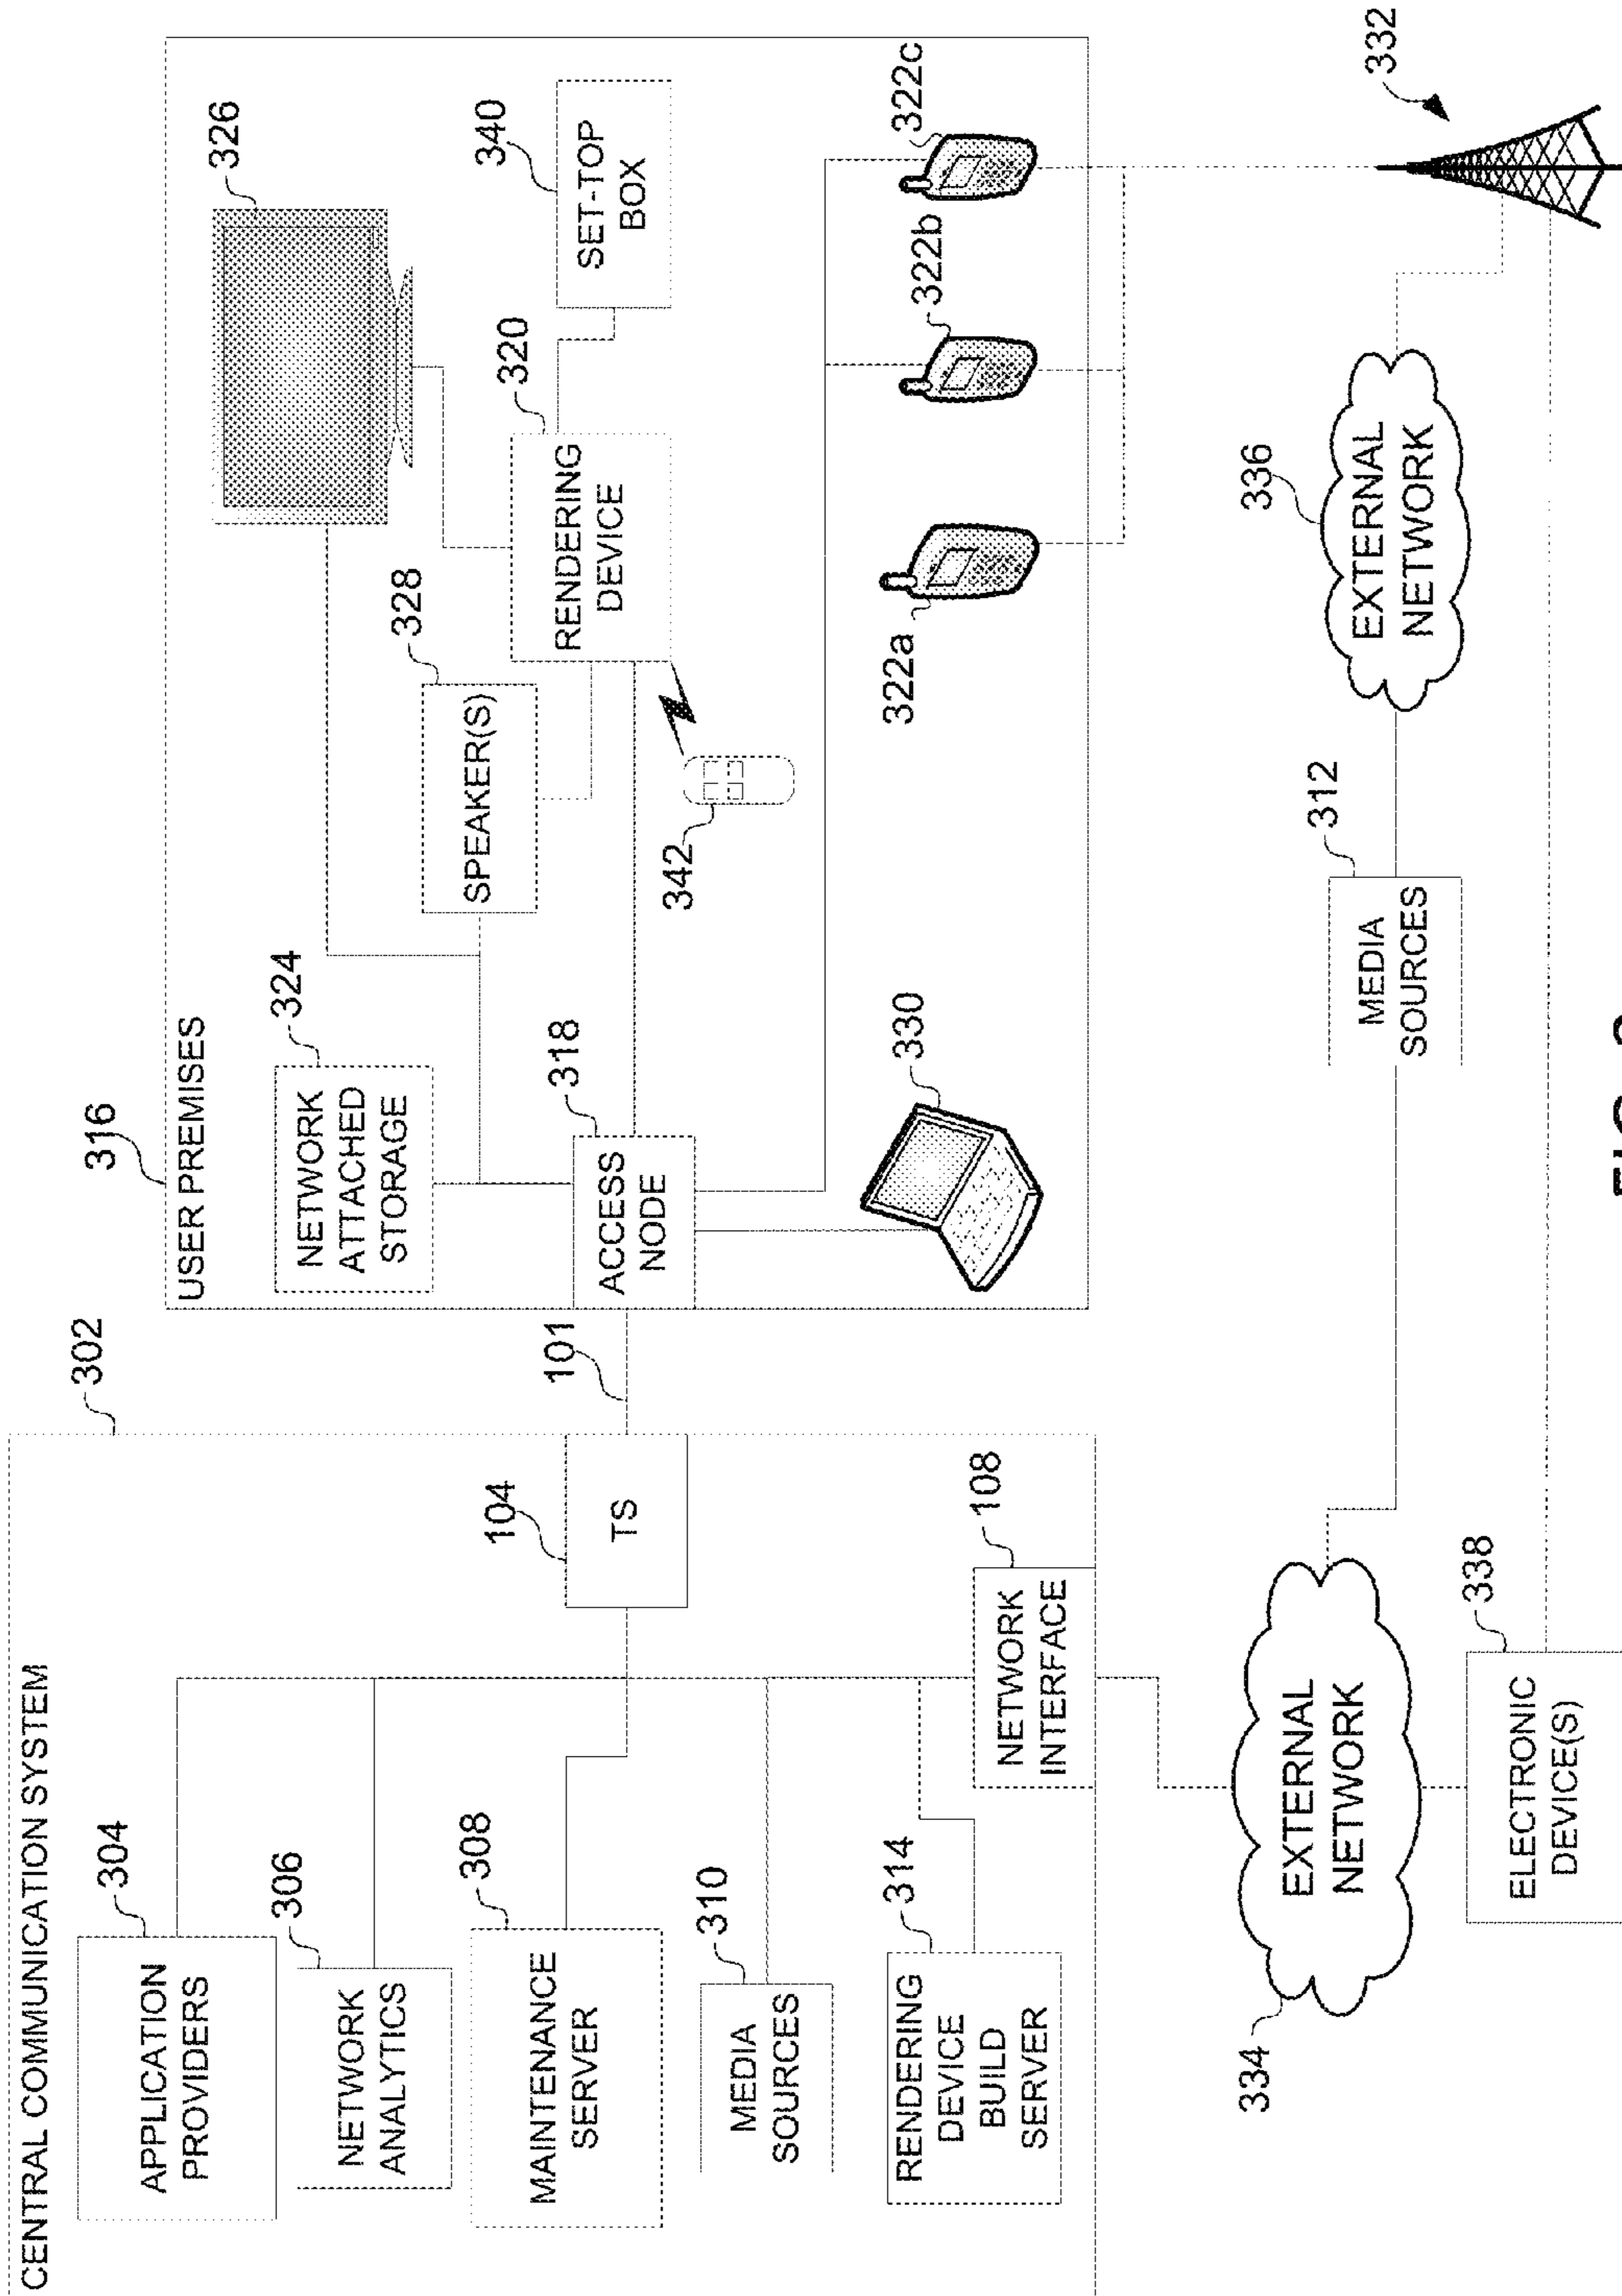 CENTRAL COMMUNICATION SYSTEM
302
304
APPLICATION
PROVIDERS
306
NETWORK
ANALYTICS
308
MAINTENANCE
SERVER
310
MEDIA
SOURCES
314
RENDERING
DEVICE
BUILD
SERVER
104
TS
108
NETWORK
INTERFACE
101
316
USER PREMISES
324
NETWORK
ATTACHED
STORAGE
318
ACCESS
NODE
326
328
SPEAKER(S)
320
RENDERING
DEVICE
340
SET-TOP
BOX
342
330
322a
322b
322c
334
EXTERNAL
NETWORK
338
ELECTRONIC
DEVICE(S)
312
MEDIA
SOURCES
336
EXTERNAL
NETWORK
332